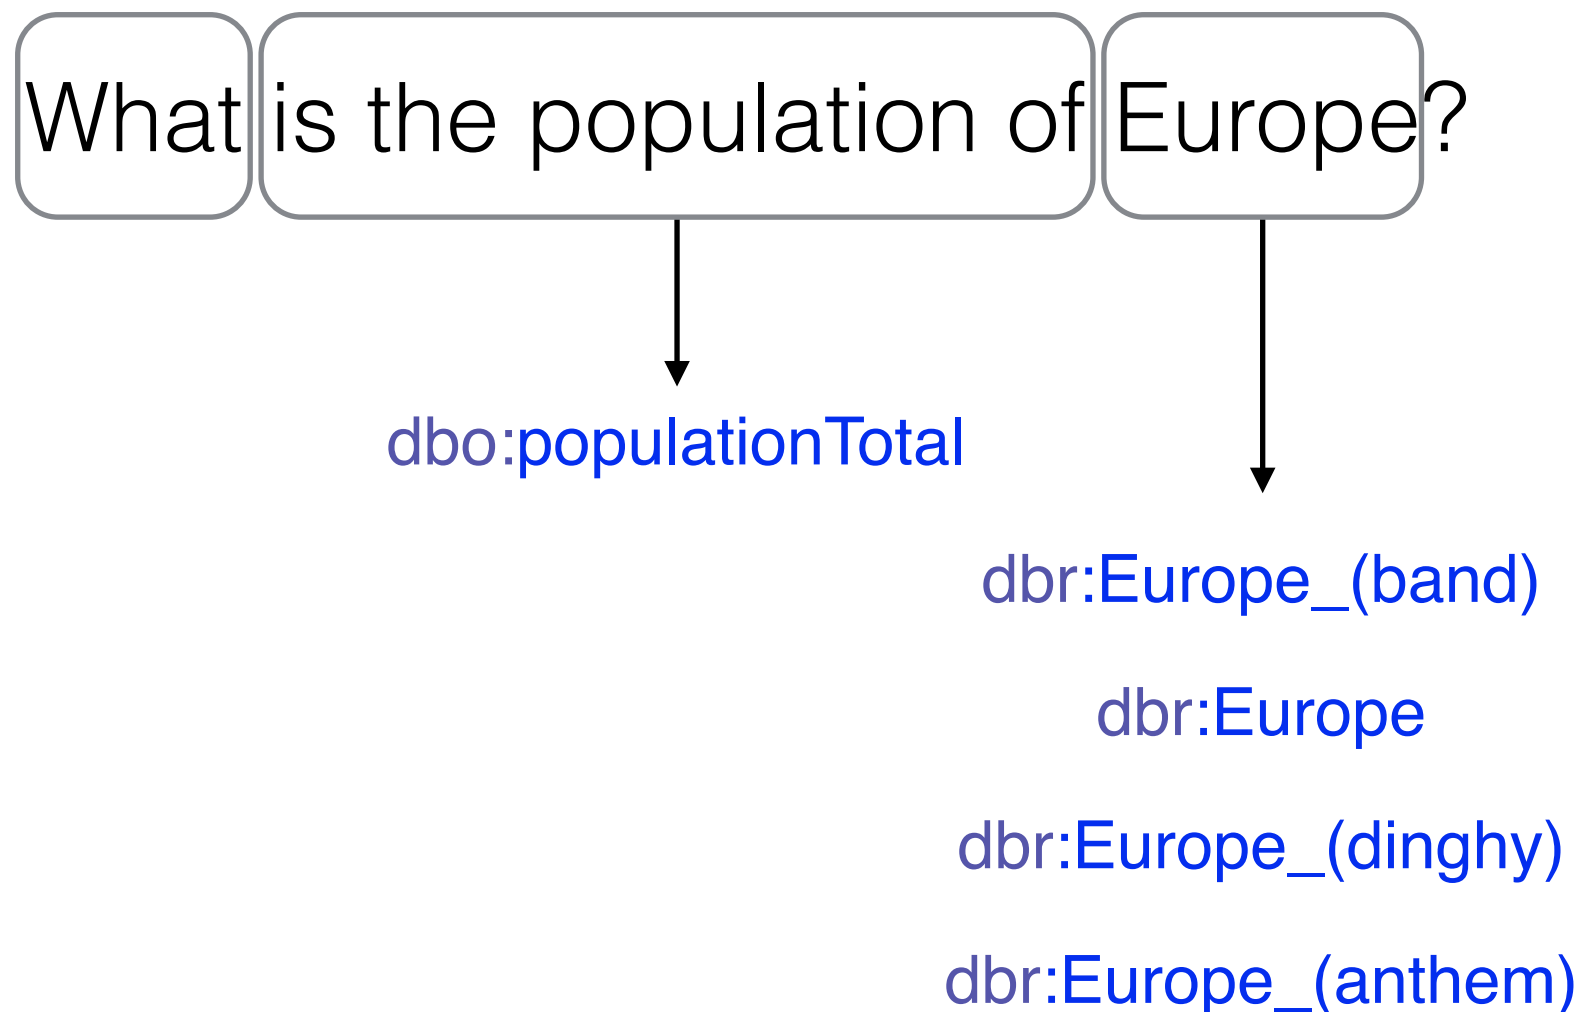 What is the population of Europe?
dbo:populationTotal
dbr:Europe_(band)
dbr:Europe
dbr:Europe_(dinghy)
dbr:Europe_(anthem)